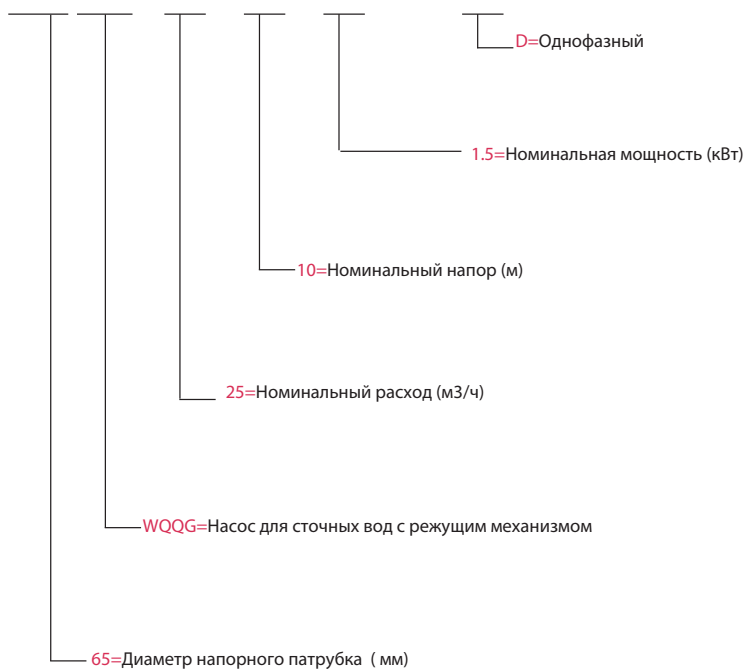 D=Однофазный
1.5=Номинальная мощность (кВт)
10=Номинальный напор (м)
25=Номинальный расход (м3/ч)
WQQG=Насос для сточных вод с режущим механизмом
65=Диаметр напорного патрубка ( мм)